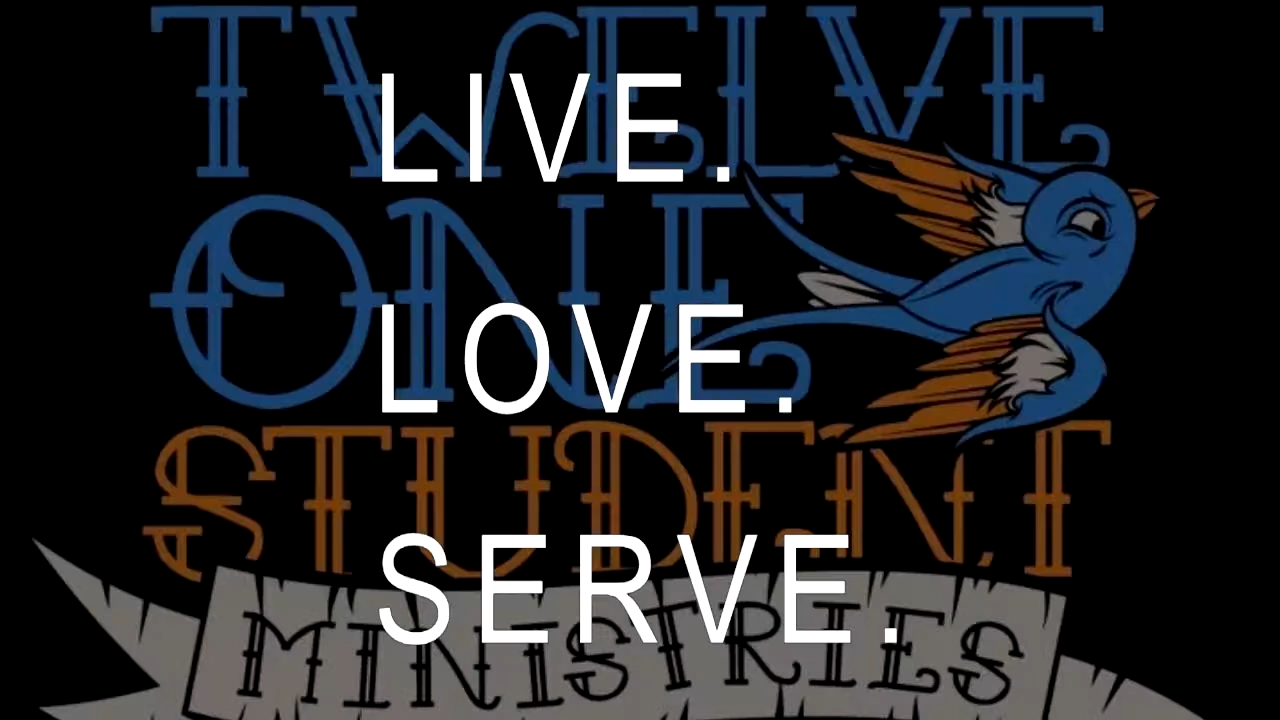 TWELVE
LIVE.
ONE
LOVE.
STUDENT
SERVE.
MINISTRIES